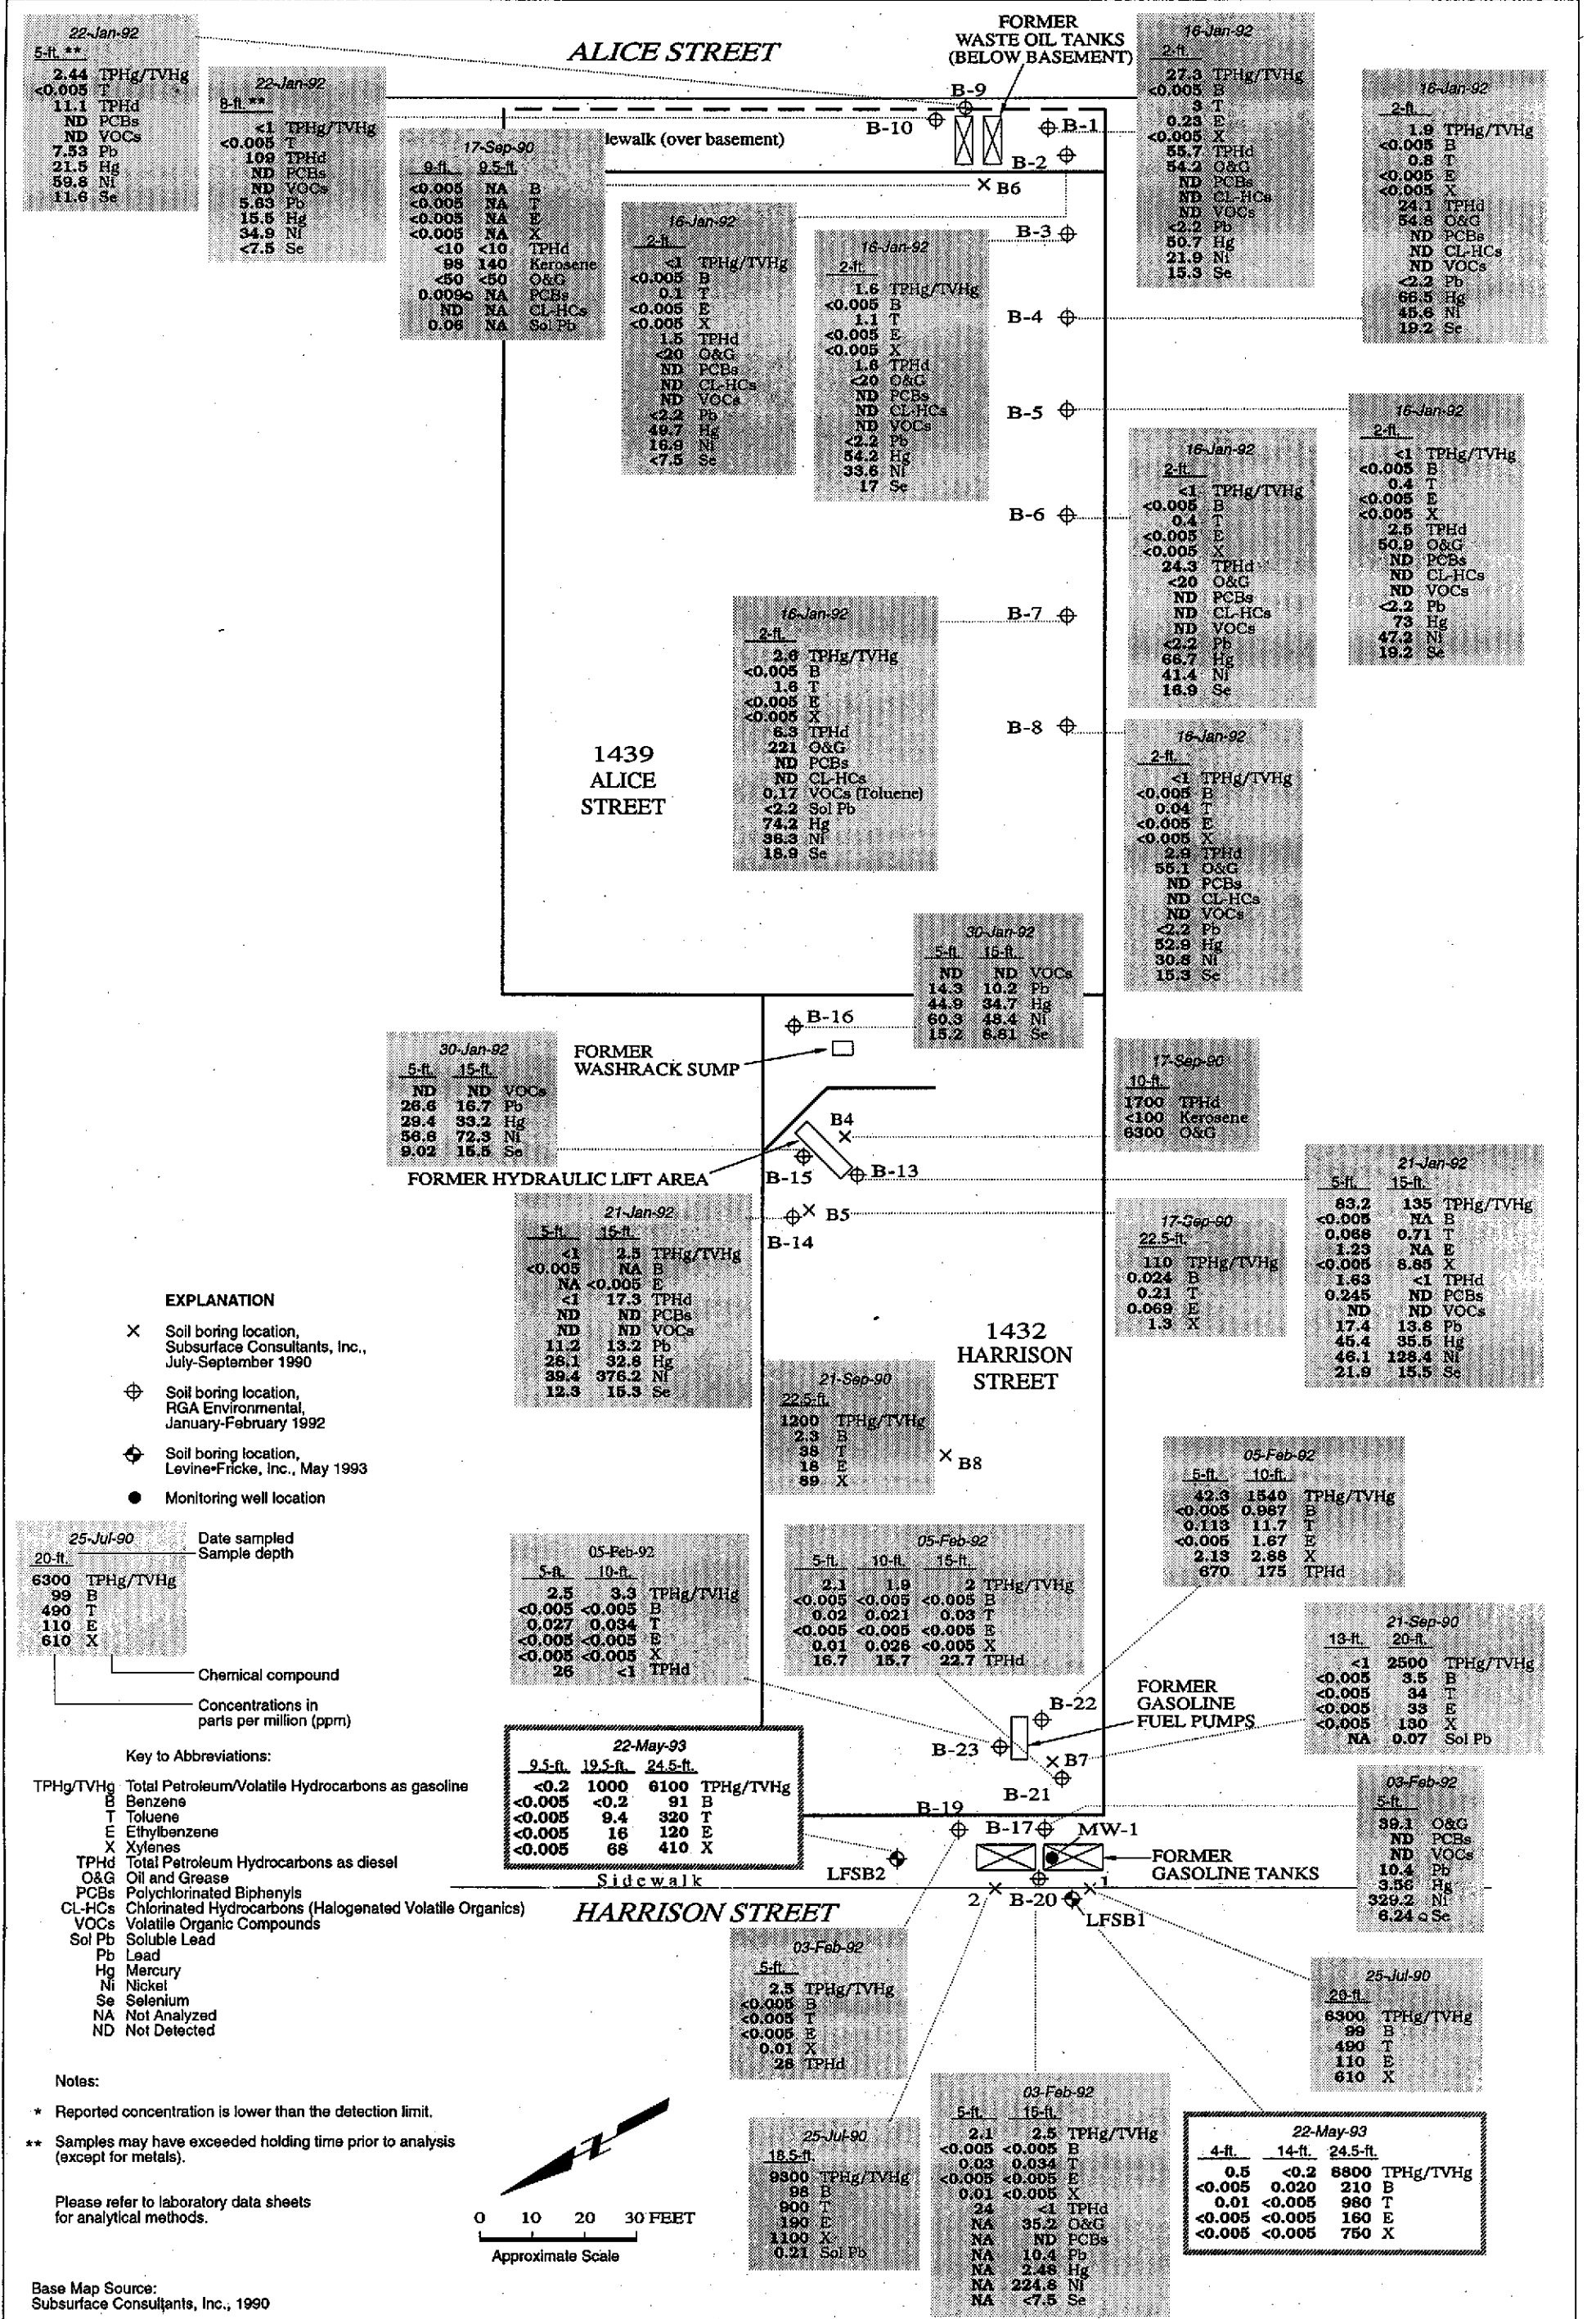 ALICE STREET
FORMER
WASTE OIL TANKS
(BELOW BASEMENT)
22-Jan-92
5-ft. **
2.44 TPHg/TVHg
<0.005 T
11.1 TPHd
ND PCBs
ND VOCs
7.53 Pb
21.5 Hg
59.8 Ni
11.6 Se
22-Jan-92
8-ft. **
<1 TPHg/TVHg
<0.005 T
109 TPHd
ND PCBs
ND VOCs
5.63 Pb
15.5 Hg
34.9 Ni
<7.5 Se
17-Sep-90
9-ft. 9.5-ft.
<0.005 NA B
<0.005 NA T
<0.005 NA E
<0.005 NA X
<10 <10 TPHd
98 140 Kerosene
<50 <50 O&G
NA PCBs
ND NA CL-HCs
0.06 NA Sol Pb
lewalk (over basement)
B-9
B-10
B-1
B-2
B6
B-3
B-4
B-5
B-6
B-7
B-8
16-Jan-92
2-ft.
27.3 TPHg/TVHg
<0.005 B
3 T
0.23 E
<0.005 X
55.7 TPHd
54.2 O&G
ND PCBs
ND CL-HCs
ND VOCs
<2.2 Pb
50.7 Hg
21.9 Ni
15.3 Se
16-Jan-92
2-ft.
1.9 TPHg/TVHg
<0.005 B
0.8 T
<0.005 E
<0.005 X
24.1 TPHd
54.8 O&G
ND PCBs
ND CL-HCs
ND VOCs
<2.2 Pb
66.5 Hg
45.6 Ni
19.2 Se
16-Jan-92
2-ft.
<1 TPHg/TVHg
<0.005 B
0.1 T
<0.005 E
<0.005 X
1.5 TPHd
<20 O&G
ND PCBs
ND CL-HCs
ND VOCs
<2.2 Pb
49.7 Hg
16.9 Ni
<7.5 Se
16-Jan-92
2-ft.
1.6 TPHg/TVHg
<0.005 B
1.1 T
<0.005 E
<0.005 X
1.6 TPHd
<20 O&G
ND PCBs
ND CL-HCs
ND VOCs
<2.2 Pb
54.2 Hg
33.6 Ni
17 Se
16-Jan-92
2-ft.
<1 TPHg/TVHg
<0.005 B
0.4 T
<0.005 E
<0.005 X
24.3 TPHd
<20 O&G
ND PCBs
ND CL-HCs
ND VOCs
<2.2 Pb
66.7 Hg
41.4 Ni
16.9 Se
16-Jan-92
2-ft.
<1 TPHg/TVHg
<0.005 B
0.4 T
<0.005 E
<0.005 X
2.5 TPHd
50.9 O&G
ND PCBs
ND CL-HCs
ND VOCs
<2.2 Pb
73 Hg
47.2 Ni
19.2 Se
16-Jan-92
2-ft.
2.6 TPHg/TVHg
<0.005 B
1.6 T
<0.005 E
<0.005 X
6.3 TPHd
221 O&G
ND PCBs
ND CL-HCs
0.17 VOCs (Toluene)
<2.2 Sol Pb
74.2 Hg
36.3 Ni
18.9 Se
16-Jan-92
2-ft.
<1 TPHg/TVHg
<0.005 B
0.04 T
<0.005 E
<0.005 X
2.9 TPHd
55.1 O&G
ND PCBs
ND CL-HCs
ND VOCs
<2.2 Pb
52.9 Hg
30.8 Ni
15.3 Se
1439
ALICE
STREET
30-Jan-92
5-ft. 15-ft.
ND ND VOCs
14.3 10.2 Pb
44.9 34.7 Hg
60.3 48.4 Ni
15.2 8.81 Se
B-16
FORMER
WASHRACK SUMP
30-Jan-92
5-ft. 15-ft.
ND ND VOCs
26.6 16.7 Pb
29.4 33.2 Hg
56.8 72.3 Ni
9.02 15.5 Se
17-Sep-90
10-ft.
1700 TPHd
<100 Kerosene
6300 O&G
B4
FORMER HYDRAULIC LIFT AREA
B-15
B-13
B5
B-14
21-Jan-92
5-ft. 15-ft.
83.2 135 TPHg/TVHg
<0.005 NA B
0.068 0.71 T
1.23 NA E
<0.005 8.85 X
1.63 <1 TPHd
0.245 ND PCBs
ND ND VOCs
17.4 13.8 Pb
45.4 35.5 Hg
46.1 128.4 Ni
21.9 15.5 Se
21-Jan-92
5-ft. 15-ft.
<1 2.5 TPHg/TVHg
<0.005 NA B
NA <0.005 E
<1 17.3 TPHd
ND ND PCBs
ND ND VOCs
11.2 13.2 Pb
28.1 32.8 Hg
39.4 376.2 Ni
12.3 15.3 Se
17-Sep-90
22.5-ft.
110 TPHg/TVHg
0.024 B
0.21 T
0.069 E
1.3 X
1432
HARRISON
STREET
21-Sep-90
22.5-ft.
1200 TPHg/TVHg
2.3 B
38 T
18 E
89 X
B8
EXPLANATION
Soil boring location,
Subsurface Consultants, Inc.,
July-September 1990
Soil boring location,
RGA Environmental,
January-February 1992
Soil boring location,
Levine•Fricke, Inc., May 1993
Monitoring well location
25-Jul-90 Date sampled
20-ft. Sample depth
6300 TPHg/TVHg
99 B
490 T
110 E
610 X
Chemical compound
Concentrations in
parts per million (ppm)
05-Feb-92
5-ft. 10-ft.
42.3 1540 TPHg/TVHg
<0.005 0.987 B
0.113 11.7 T
<0.005 1.67 E
2.13 2.88 X
670 175 TPHd
05-Feb-92
5-ft. 10-ft.
2.5 3.3 TPHg/TVHg
<0.005 <0.005 B
0.027 0.034 T
<0.005 <0.005 E
<0.005 <0.005 X
26 <1 TPHd
05-Feb-92
5-ft. 10-ft. 15-ft.
2.1 1.9 2 TPHg/TVHg
<0.005 <0.005 <0.005 B
0.02 0.021 0.03 T
<0.005 <0.005 <0.005 E
0.01 0.026 <0.005 X
16.7 15.7 22.7 TPHd
21-Sep-90
13-ft. 20-ft.
<1 2500 TPHg/TVHg
<0.005 3.5 B
<0.005 34 T
<0.005 33 E
<0.005 130 X
NA 0.07 Sol Pb
B-22
FORMER
GASOLINE
FUEL PUMPS
B-23
B7
B-21
Key to Abbreviations:
TPHg/TVHg Total Petroleum/Volatile Hydrocarbons as gasoline
B Benzene
T Toluene
E Ethylbenzene
X Xylenes
TPHd Total Petroleum Hydrocarbons as diesel
O&G Oil and Grease
PCBs Polychlorinated Biphenyls
CL-HCs Chlorinated Hydrocarbons (Halogenated Volatile Organics)
VOCs Volatile Organic Compounds
Sol Pb Soluble Lead
Pb Lead
Hg Mercury
Ni Nickel
Se Selenium
NA Not Analyzed
ND Not Detected
22-May-93
9.5-ft. 19.5-ft. 24.5-ft.
<0.2 1000 6100 TPHg/TVHg
<0.005 <0.2 91 B
<0.005 9.4 320 T
<0.005 16 120 E
<0.005 68 410 X
B-19
B-17
MW-1
FORMER
GASOLINE TANKS
LFSB2
Sidewalk
2
B-20
1
LFSB1
HARRISON STREET
03-Feb-92
5-ft.
39.1 O&G
ND PCBs
ND VOCs
10.4 Pb
3.56 Hg
329.2 Ni
6.24 Se
03-Feb-92
5-ft.
2.5 TPHg/TVHg
<0.005 B
<0.005 T
<0.005 E
0.01 X
28 TPHd
25-Jul-90
20-ft.
6300 TPHg/TVHg
99 B
490 T
110 E
610 X
25-Jul-90
18.5-ft.
9300 TPHg/TVHg
98 B
900 T
190 E
1100 X
0.21 Sol Pb
03-Feb-92
5-ft. 15-ft.
2.1 2.5 TPHg/TVHg
<0.005 <0.005 B
0.03 0.034 T
<0.005 <0.005 E
0.01 <0.005 X
24 <1 TPHd
NA 35.2 O&G
NA ND PCBs
NA 10.4 Pb
NA 2.48 Hg
NA 224.8 Ni
NA <7.5 Se
22-May-93
4-ft. 14-ft. 24.5-ft.
0.5 <0.2 8800 TPHg/TVHg
<0.005 0.020 210 B
0.01 <0.005 980 T
<0.005 <0.005 160 E
<0.005 <0.005 750 X
Notes:
* Reported concentration is lower than the detection limit.
** Samples may have exceeded holding time prior to analysis
(except for metals).
Please refer to laboratory data sheets
for analytical methods.
0 10 20 30 FEET
Approximate Scale
Base Map Source:
Subsurface Consultants, Inc., 1990